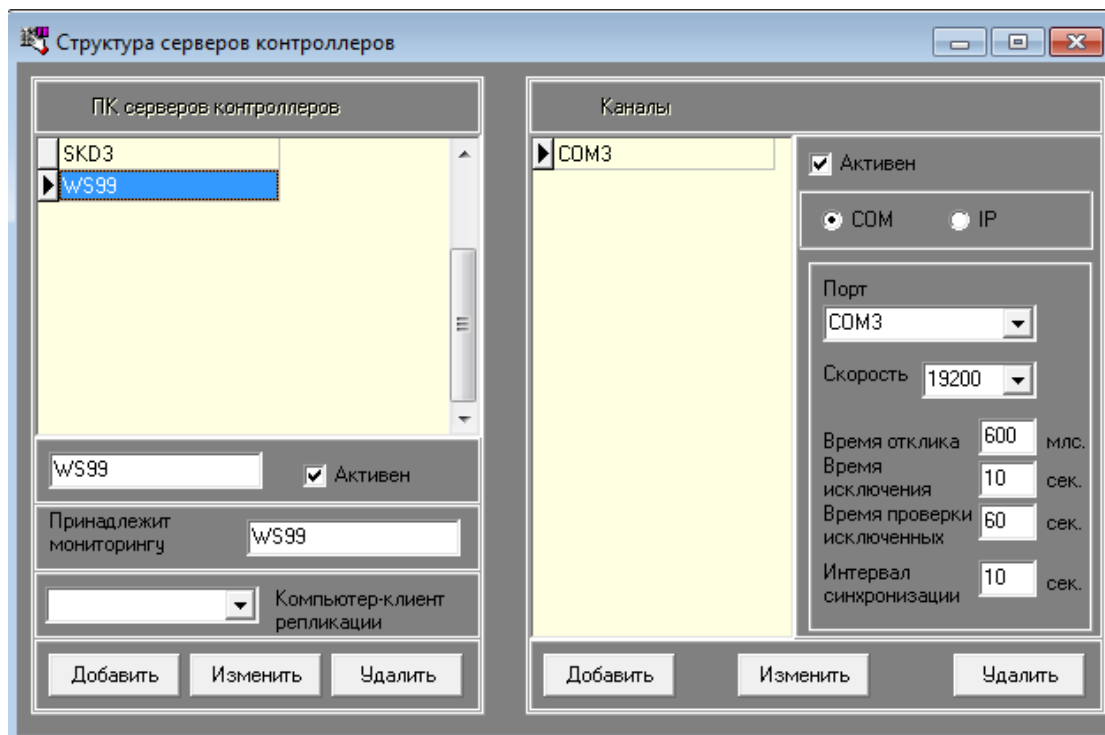 Структура серверов контроллеров
ПК серверов контроллеров
SKD3
WS99
WS99
Активен
Принадлежит
мониторингу
WS99
Компьютер-клиент
репликации
Добавить
Изменить
Удалить
Каналы
COM3
Активен
COM
IP
Порт
COM3
Скорость
19200
Время отклика
600
млс.
Время
исключения
10
сек.
Время проверки
исключенных
60
сек.
Интервал
синхронизации
10
сек.
Добавить
Изменить
Удалить